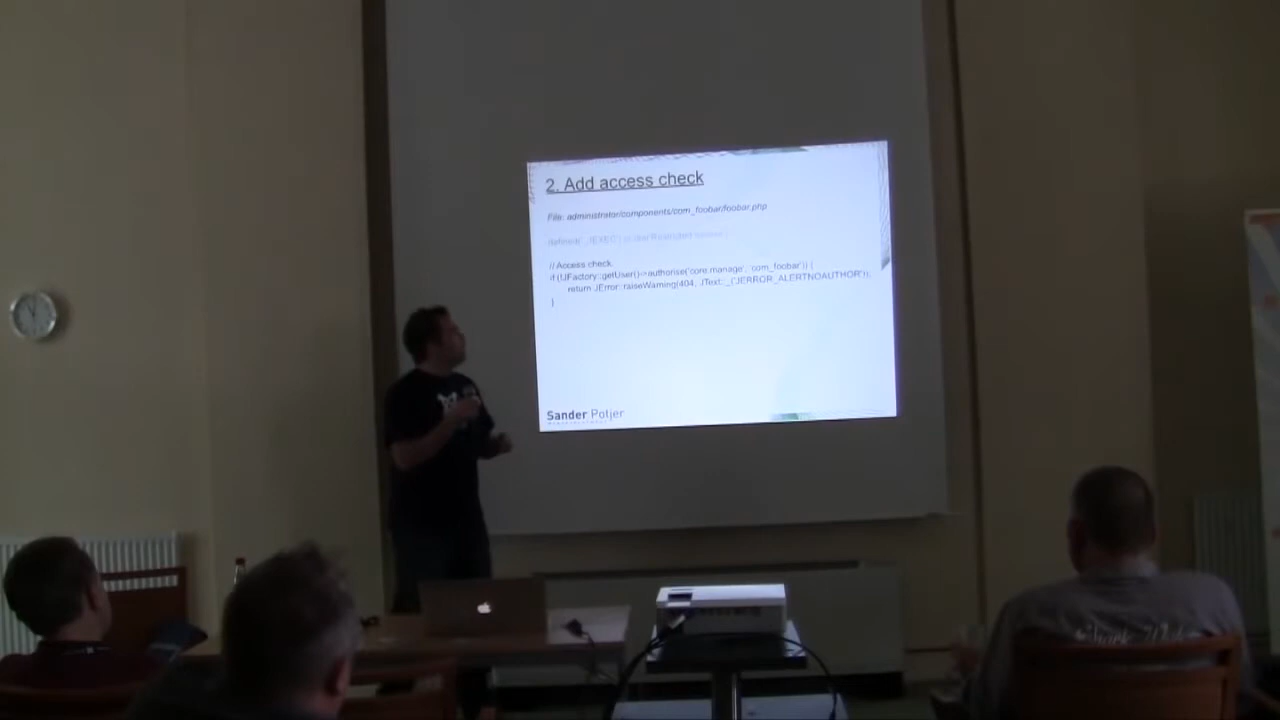 2. Add access check
File: administrator/components/com_foobar/foobar.php
// Access check.
if (!JFactory::getUser()->authorise('core.manage', 'com_foobar')) {
return JError::raiseWarning(404, JText::_('JERROR_ALERTNOAUTHOR'));
}
Sander Potjer